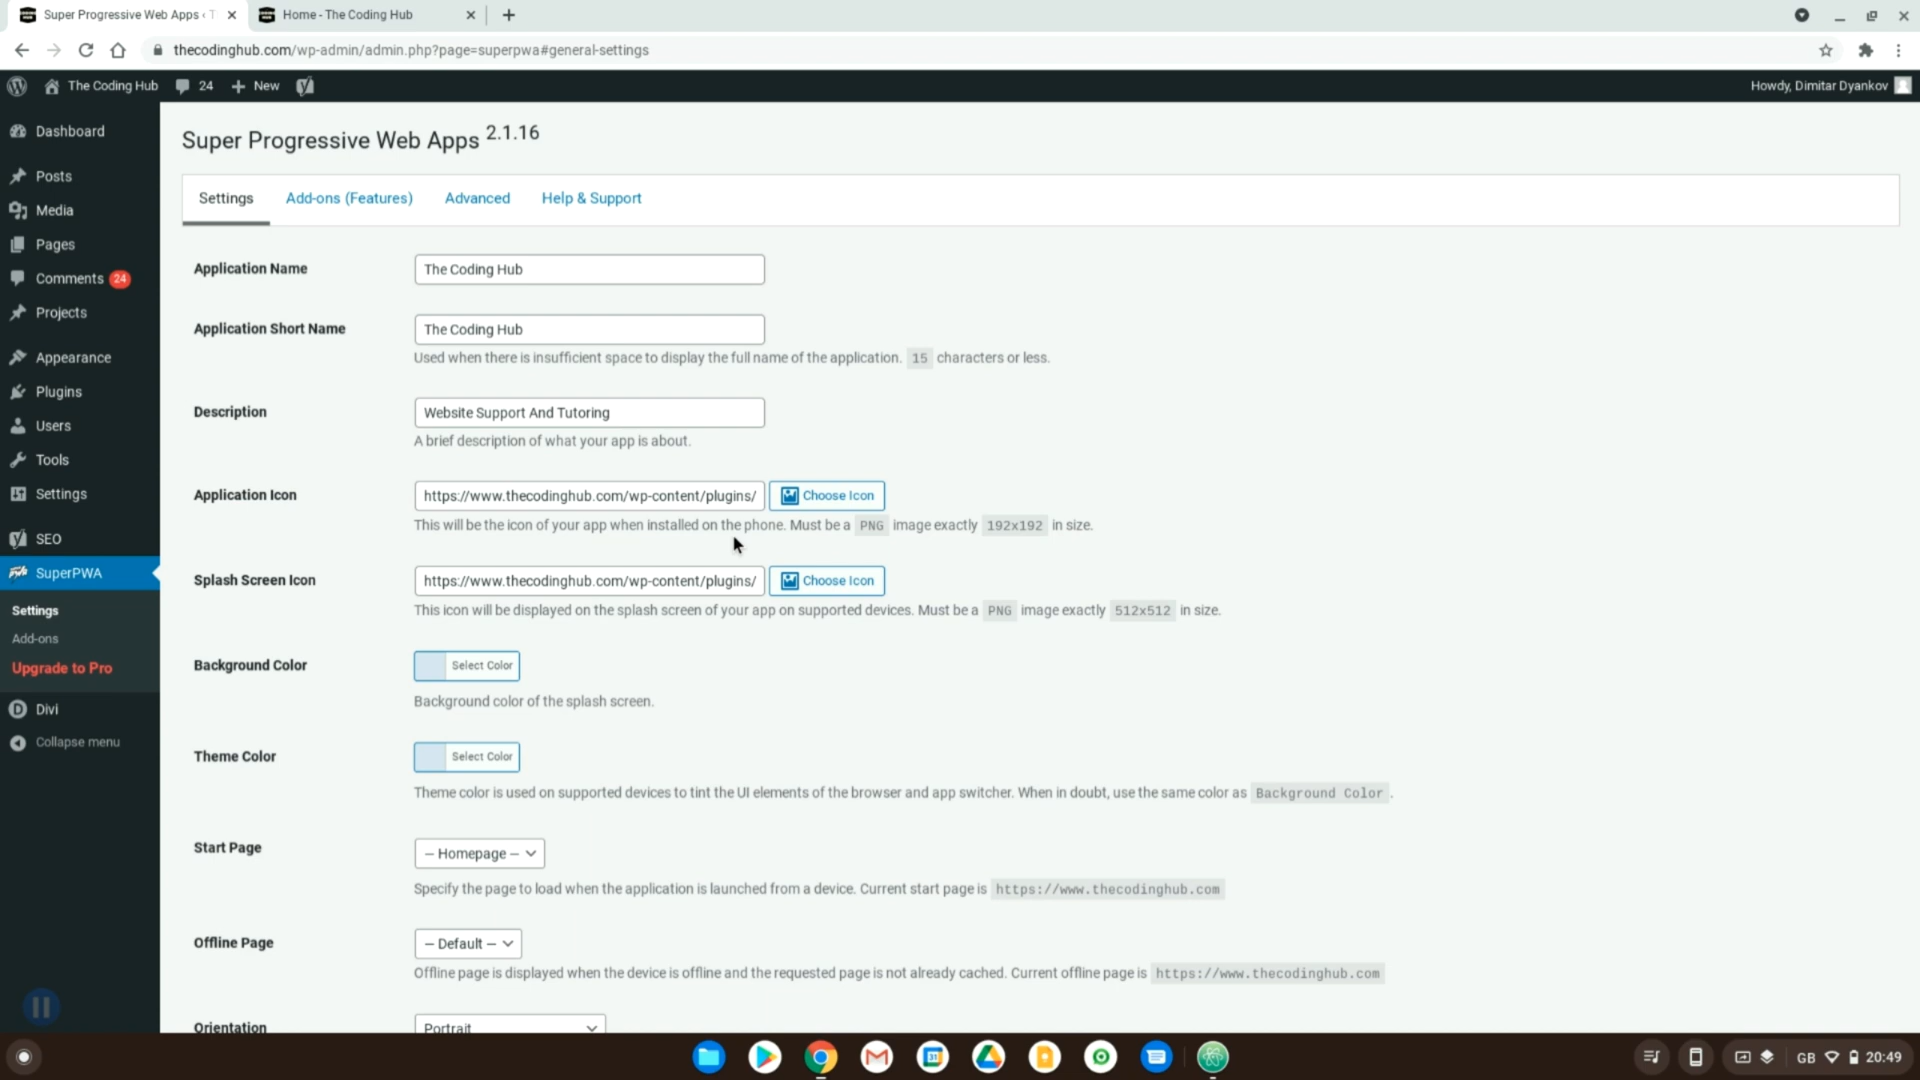 Super Progressive Web Apps ‹ T
Home - The Coding Hub
thecodinghub.com/wp-admin/admin.php?page=superpwa#general-settings
The Coding Hub
24
New
Howdy, Dimitar Dyankov
Dashboard
Posts
Media
Pages
Comments 24
Projects
Appearance
Plugins
Users
Tools
Settings
SEO
SuperPWA
Settings
Add-ons
Upgrade to Pro
Divi
Collapse menu
Super Progressive Web Apps 2.1.16
Settings
Add-ons (Features)
Advanced
Help & Support
Application Name
The Coding Hub
Application Short Name
The Coding Hub
Used when there is insufficient space to display the full name of the application. 15 characters or less.
Description
Website Support And Tutoring
A brief description of what your app is about.
Application Icon
https://www.thecodinghub.com/wp-content/plugins/
Choose Icon
This will be the icon of your app when installed on the phone. Must be a PNG image exactly 192x192 in size.
Splash Screen Icon
https://www.thecodinghub.com/wp-content/plugins/
Choose Icon
This icon will be displayed on the splash screen of your app on supported devices. Must be a PNG image exactly 512x512 in size.
Background Color
Select Color
Background color of the splash screen.
Theme Color
Select Color
Theme color is used on supported devices to tint the UI elements of the browser and app switcher. When in doubt, use the same color as Background Color .
Start Page
— Homepage —
Specify the page to load when the application is launched from a device. Current start page is https://www.thecodinghub.com
Offline Page
— Default —
Offline page is displayed when the device is offline and the requested page is not already cached. Current offline page is https://www.thecodinghub.com
Orientation
Portrait
GB
20:49